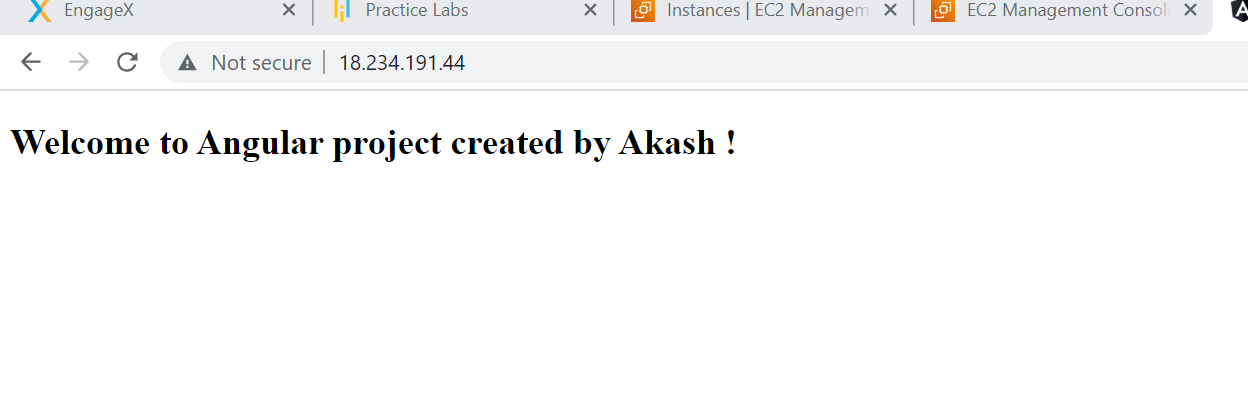 EngageX
Practice Labs
Instances | EC2 Managem
EC2 Management Consol
Not secure
18.234.191.44
Welcome to Angular project created by Akash !